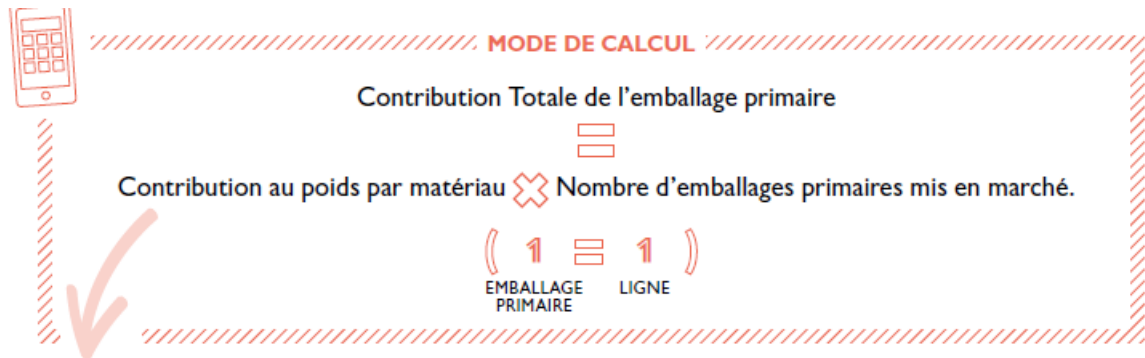 MODE DE CALCUL
Contribution Totale de l’emballage primaire
=
Contribution au poids par matériau × Nombre d’emballages primaires mis en marché.
( 1 = 1 )
EMBALLAGE PRIMAIRE
LIGNE